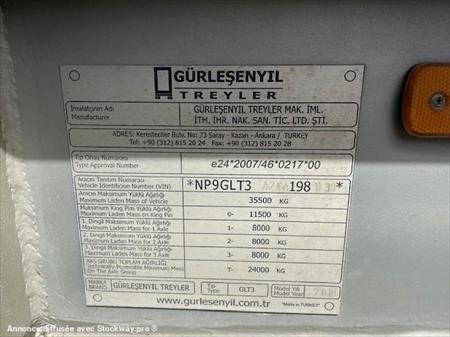 GÜRLEŞENYIL
TREYLER
İmalatçının Adı
Manufacturer
GÜRLEŞENYIL TREYLER MAK. İML.
İTH. İHR. NAK. SAN. TİC. LTD. ŞTİ.
ADRES: Keresteciler Bulv. No: 73 Saray - Kazan - Ankara / TURKEY
Tel: +90 (312) 815 20 24 Fax: +90 (312) 815 20 28
Tip Onay Numarası
Type Approval Number
e24*2007/46*0217*00
Aracın Tanıtım Numarası
Vehicle Identification Number (VIN)
*NP9GLT3 198 *
Aracın Maksimum Yüklü Ağırlığı
Maximum Laden Mass of Vehicle
35500 KG
Maksimum King Pim Yüklü Ağırlığı
Maximum Laden Mass on King Pin
0- 11500 KG
1. Dingil Maksimum Yüklü Ağırlığı
Maximum Laden Mass for 1.Axle
1- 8000 KG
2. Dingil Maksimum Yüklü Ağırlığı
Maximum Laden Mass for 2.Axle
2- 8000 KG
3. Dingil Maksimum Yüklü Ağırlığı
Maximum Laden Mass for 3.Axle
3- 8000 KG
AKS GRUBU TOPLAM AĞIRLIĞI
Technically Permissible Maximum Mass
On The Axle Group
T- 24000 KG
MARKA
BRAND
GÜRLEŞENYIL TREYLER
Tip
Type
GLT3
Model Yılı
Model Year
www.gurlesenyil.com.tr
"Made in TURKEY"
Annonce diffusée avec Stockway.pro ®